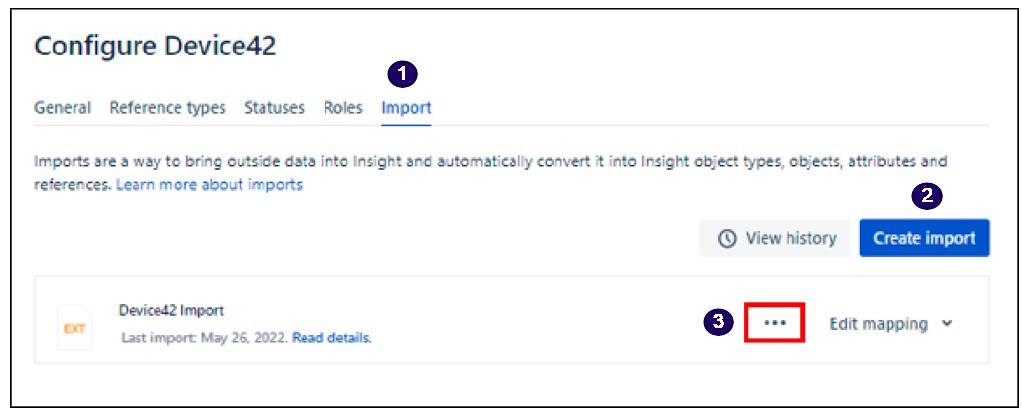 Configure Device42
1
General Reference types Statuses Roles Import
Imports are a way to bring outside data into Insight and automatically convert it into Insight object types, objects, attributes and
references. Learn more about imports
2
View history Create import
Device42 Import
EXT
Last import: May 26, 2022. Read details.
3 ••• Edit mapping